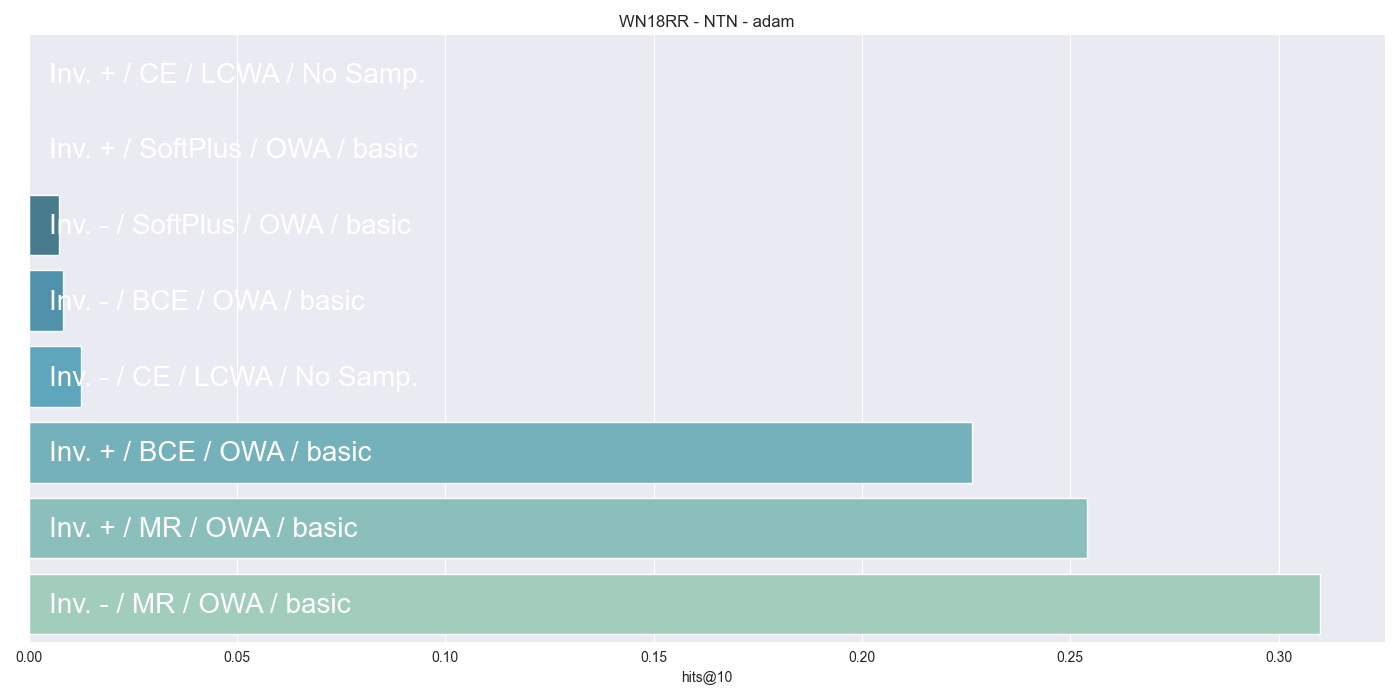 WN18RR - NTN - adam
Inv. + / CE / LCWA / No Samp.
Inv. + / SoftPlus / OWA / basic
Inv. - / SoftPlus / OWA / basic
Inv. - / BCE / OWA / basic
Inv. - / CE / LCWA / No Samp.
Inv. + / BCE / OWA / basic
Inv. + / MR / OWA / basic
Inv. - / MR / OWA / basic
0.00 0.05 0.10 0.15 0.20 0.25 0.30
hits@10